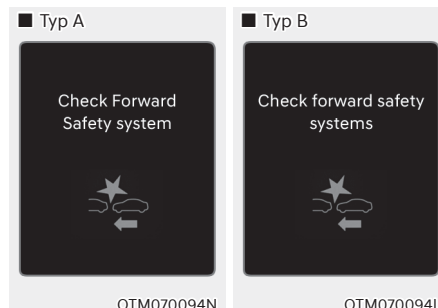 ■ Typ A
Check Forward
Safety system
OTM070094N
■ Typ B
Check forward safety
systems
OTM070094L